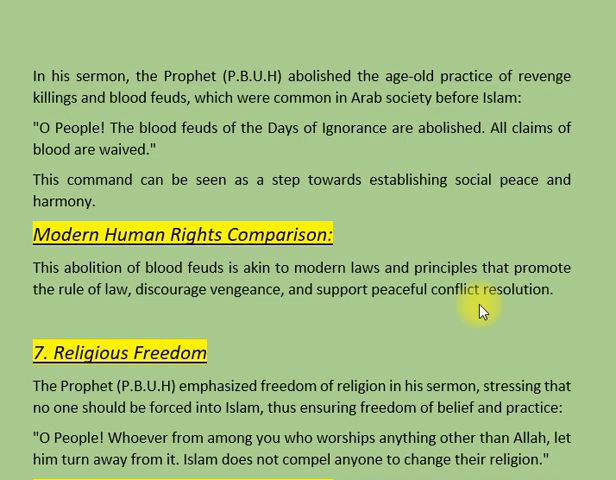 In his sermon, the Prophet (P.B.U.H) abolished the age-old practice of revenge
killings and blood feuds, which were common in Arab society before Islam:
"O People! The blood feuds of the Days of Ignorance are abolished. All claims of
blood are waived."
This command can be seen as a step towards establishing social peace and
harmony.
Modern Human Rights Comparison:
This abolition of blood feuds is akin to modern laws and principles that promote
the rule of law, discourage vengeance, and support peaceful conflict resolution.
7. Religious Freedom
The Prophet (P.B.U.H) emphasized freedom of religion in his sermon, stressing that
no one should be forced into Islam, thus ensuring freedom of belief and practice:
"O People! Whoever from among you who worships anything other than Allah, let
him turn away from it. Islam does not compel anyone to change their religion."